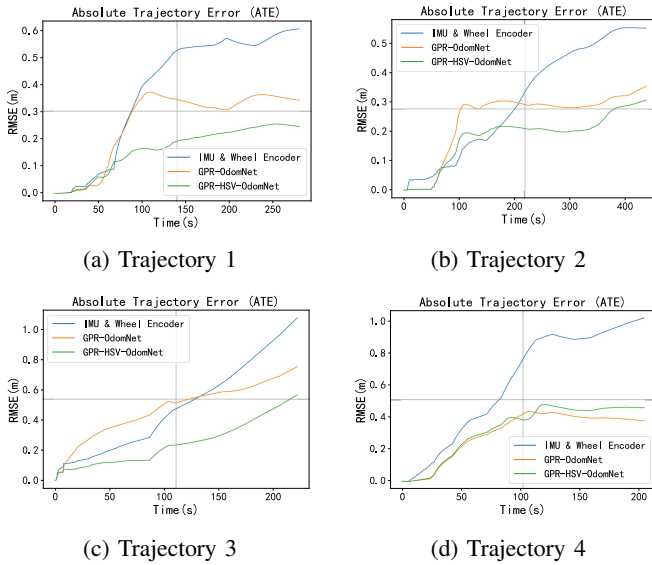 Absolute Trajectory Error (ATE)
RMSE(m)
0.6
0.5
0.4
0.3
0.2
0.1
0.0
IMU & Wheel Encoder
GPR-OdomNet
GPR-HSV-OdomNet
0 50 100 150 200 250
Time(s)
(a) Trajectory 1
Absolute Trajectory Error (ATE)
RMSE(m)
0.5
0.4
0.3
0.2
0.1
0.0
IMU & Wheel Encoder
GPR-OdomNet
GPR-HSV-OdomNet
0 100 200 300 400
Time(s)
(b) Trajectory 2
Absolute Trajectory Error (ATE)
RMSE(m)
1.0
0.8
0.6
0.4
0.2
0.0
IMU & Wheel Encoder
GPR-OdomNet
GPR-HSV-OdomNet
0 50 100 150 200
Time(s)
(c) Trajectory 3
Absolute Trajectory Error (ATE)
RMSE(m)
1.0
0.8
0.6
0.4
0.2
0.0
IMU & Wheel Encoder
GPR-OdomNet
GPR-HSV-OdomNet
0 50 100 150 200
Time(s)
(d) Trajectory 4